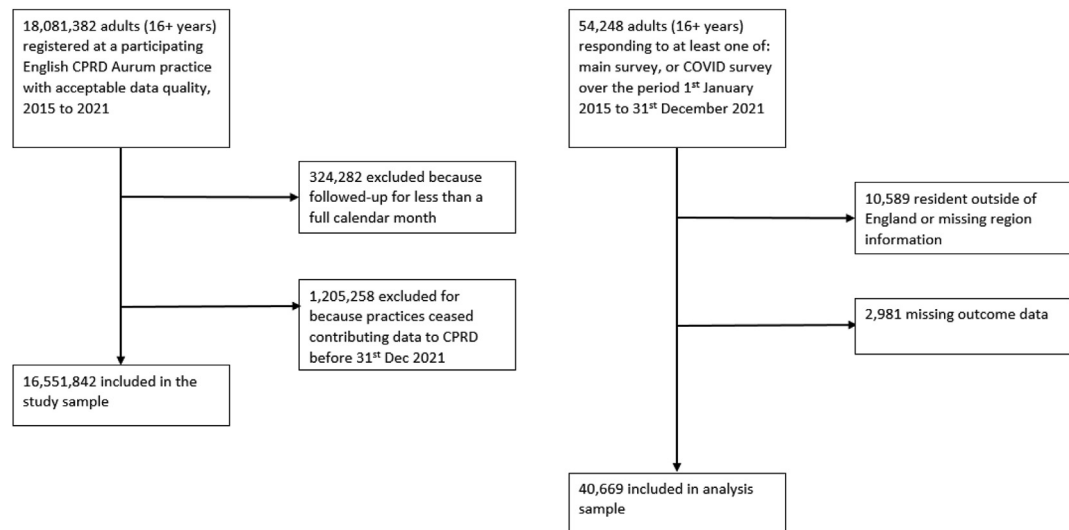 18,081,382 adults (16+ years)
registered at a participating
English CPRD Aurum practice
with acceptable data quality,
2015 to 2021
324,282 excluded because
followed-up for less than a
full calendar month
1,205,258 excluded for
because practices ceased
contributing data to CPRD
before 31st Dec 2021
16,551,842 included in the
study sample
54,248 adults (16+ years)
responding to at least one of:
main survey, or COVID survey
over the period 1st January
2015 to 31st December 2021
10,589 resident outside of
England or missing region
information
2,981 missing outcome data
40,669 included in analysis
sample